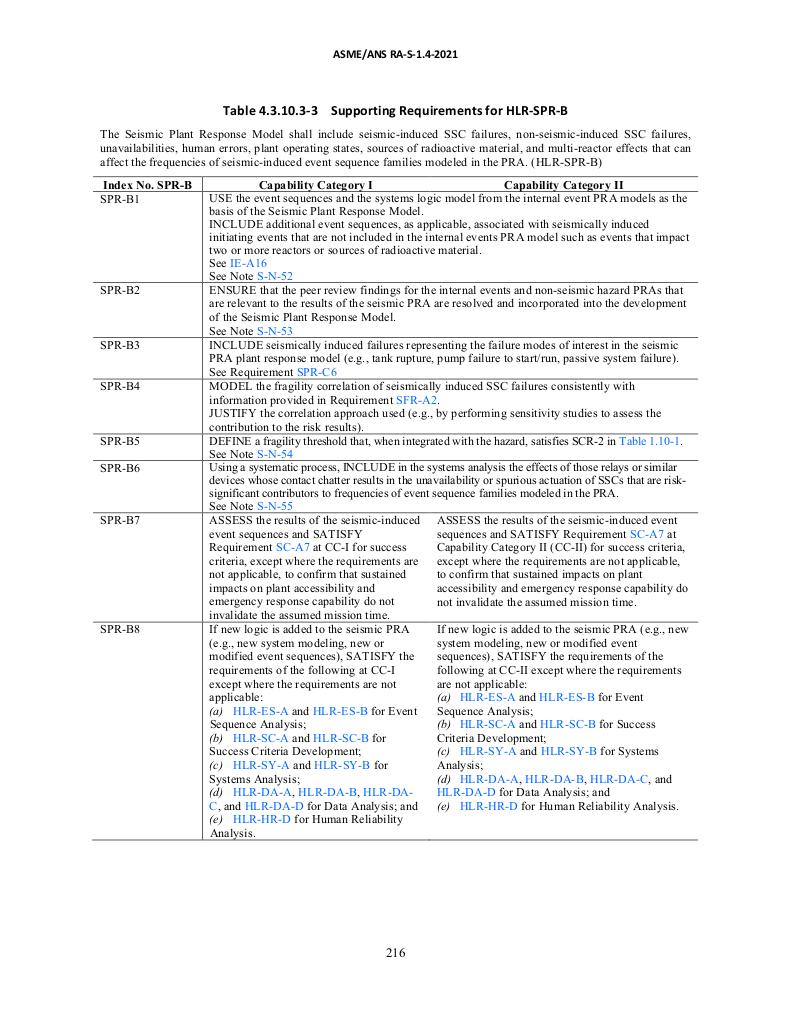 ASME/ANS RA-S-1.4-2021
Table 4.3.10.3-3 Supporting Requirements for HLR-SPR-B
The Seismic Plant Response Model shall include seismic-induced SSC failures, non-seismic-induced SSC failures,
unavailabilities, human errors, plant operating states, sources of radioactive material, and multi-reactor effects that can
affect the frequencies of seismic-induced event sequence families modeled in the PRA. (HLR-SPR-B)
Index No. SPR-B Capability Category I Capability Category II
SPR-B1
USE the event sequences and the systems logic model from the internal event PRA models as the
basis of the Seismic Plant Response Model.
INCLUDE additional event sequences, as applicable, associated with seismically induced
initiating events that are not included in the internal events PRA model such as events that impact
two or more reactors or sources of radioactive material.
See IE-A16
See Note S-N-52
SPR-B2
ENSURE that the peer review findings for the internal events and non-seismic hazard PRAs that
are relevant to the results of the seismic PRA are resolved and incorporated into the development
of the Seismic Plant Response Model.
See Note S-N-53
SPR-B3
INCLUDE seismically induced failures representing the failure modes of interest in the seismic
PRA plant response model (e.g., tank rupture, pump failure to start/run, passive system failure).
See Requirement SPR-C6
SPR-B4
MODEL the fragility correlation of seismically induced SSC failures consistently with
information provided in Requirement SFR-A2.
JUSTIFY the correlation approach used (e.g., by performing sensitivity studies to assess the
contribution to the risk results).
SPR-B5
DEFINE a fragility threshold that, when integrated with the hazard, satisfies SCR-2 in Table 1.10-1.
See Note S-N-54
SPR-B6
Using a systematic process, INCLUDE in the systems analysis the effects of those relays or similar
devices whose contact chatter results in the unavailability or spurious actuation of SSCs that are risk-
significant contributors to frequencies of event sequence families modeled in the PRA.
See Note S-N-55
SPR-B7
ASSESS the results of the seismic-induced
event sequences and SATISFY
Requirement SC-A7 at CC-I for success
criteria, except where the requirements are
not applicable, to confirm that sustained
impacts on plant accessibility and
emergency response capability do not
invalidate the assumed mission time.
ASSESS the results of the seismic-induced event
sequences and SATISFY Requirement SC-A7 at
Capability Category II (CC-II) for success criteria,
except where the requirements are not applicable,
to confirm that sustained impacts on plant
accessibility and emergency response capability do
not invalidate the assumed mission time.
SPR-B8
If new logic is added to the seismic PRA
(e.g., new system modeling, new or
modified event sequences), SATISFY the
requirements of the following at CC-I
except where the requirements are not
applicable:
(a) HLR-ES-A and HLR-ES-B for Event
Sequence Analysis;
(b) HLR-SC-A and HLR-SC-B for
Success Criteria Development;
(c) HLR-SY-A and HLR-SY-B for
Systems Analysis;
(d) HLR-DA-A, HLR-DA-B, HLR-DA-
C, and HLR-DA-D for Data Analysis; and
(e) HLR-HR-D for Human Reliability
Analysis.
If new logic is added to the seismic PRA (e.g., new
system modeling, new or modified event
sequences), SATISFY the requirements of the
following at CC-II except where the requirements
are not applicable:
(a) HLR-ES-A and HLR-ES-B for Event
Sequence Analysis;
(b) HLR-SC-A and HLR-SC-B for Success
Criteria Development;
(c) HLR-SY-A and HLR-SY-B for Systems
Analysis;
(d) HLR-DA-A, HLR-DA-B, HLR-DA-C, and
HLR-DA-D for Data Analysis; and
(e) HLR-HR-D for Human Reliability Analysis.
216